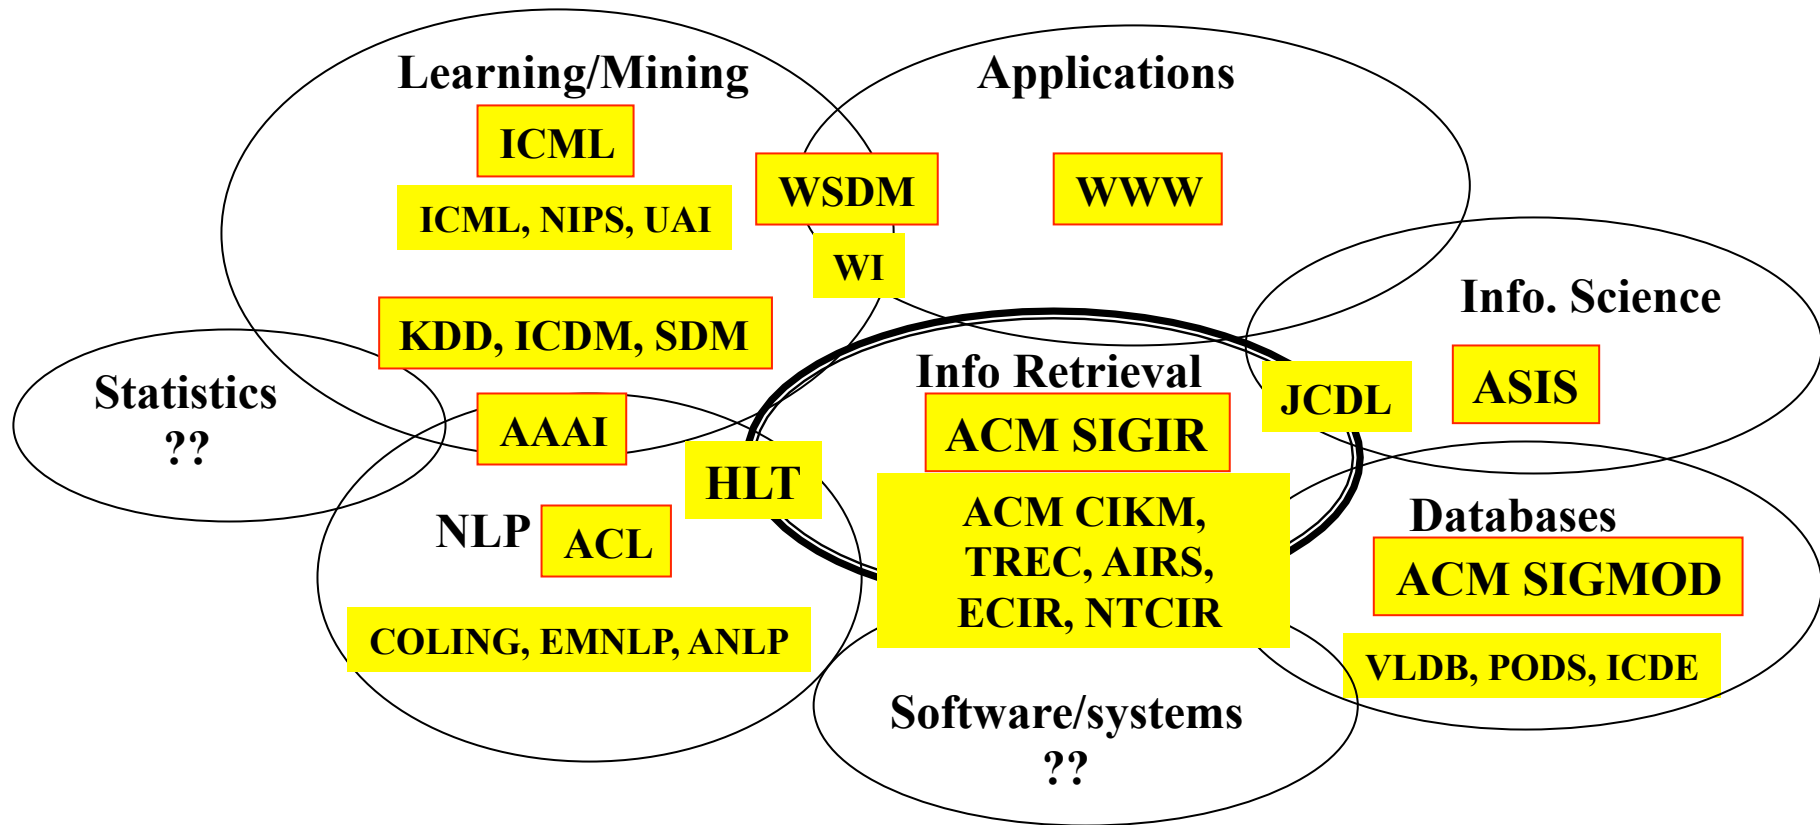 Learning/Mining
ICML
ICML, NIPS, UAI
KDD, ICDM, SDM
Applications
WSDM
WWW
WI
Info. Science
ASIS
JCDL
Statistics
??
AAAI
Info Retrieval
ACM SIGIR
ACM CIKM,
TREC, AIRS,
ECIR, NTCIR
HLT
NLP
ACL
COLING, EMNLP, ANLP
Databases
ACM SIGMOD
VLDB, PODS, ICDE
Software/systems
??